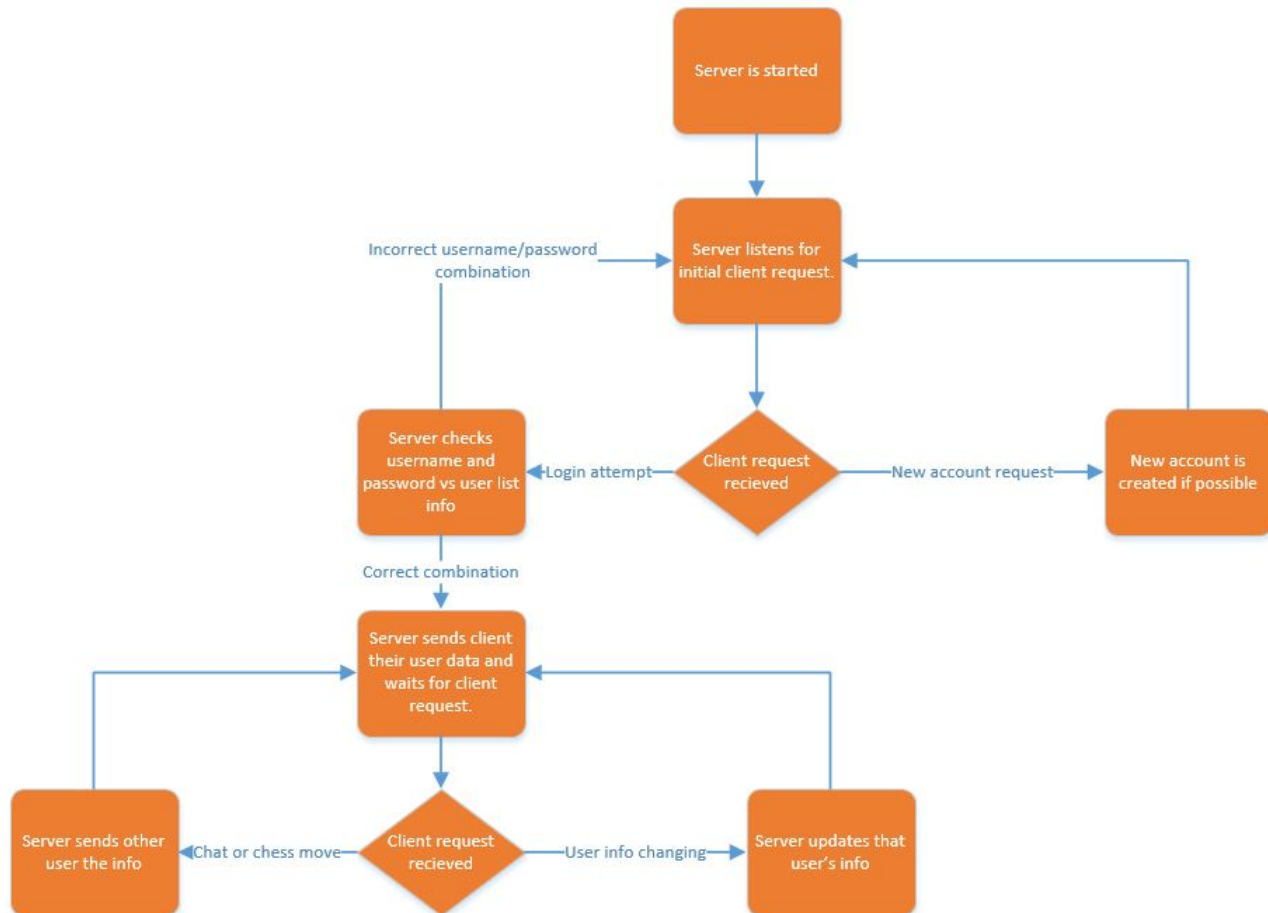 Server is started
Incorrect username/password
combination
Server listens for
initial client request.
Server checks
username and
password vs user list
info
Login attempt
Client request
recieved
New account request
New account is
created if possible
Correct combination
Server sends client
their user data and
waits for client
request.
Server sends other
user the info
Chat or chess move
Client request
recieved
User info changing
Server updates that
user’s info